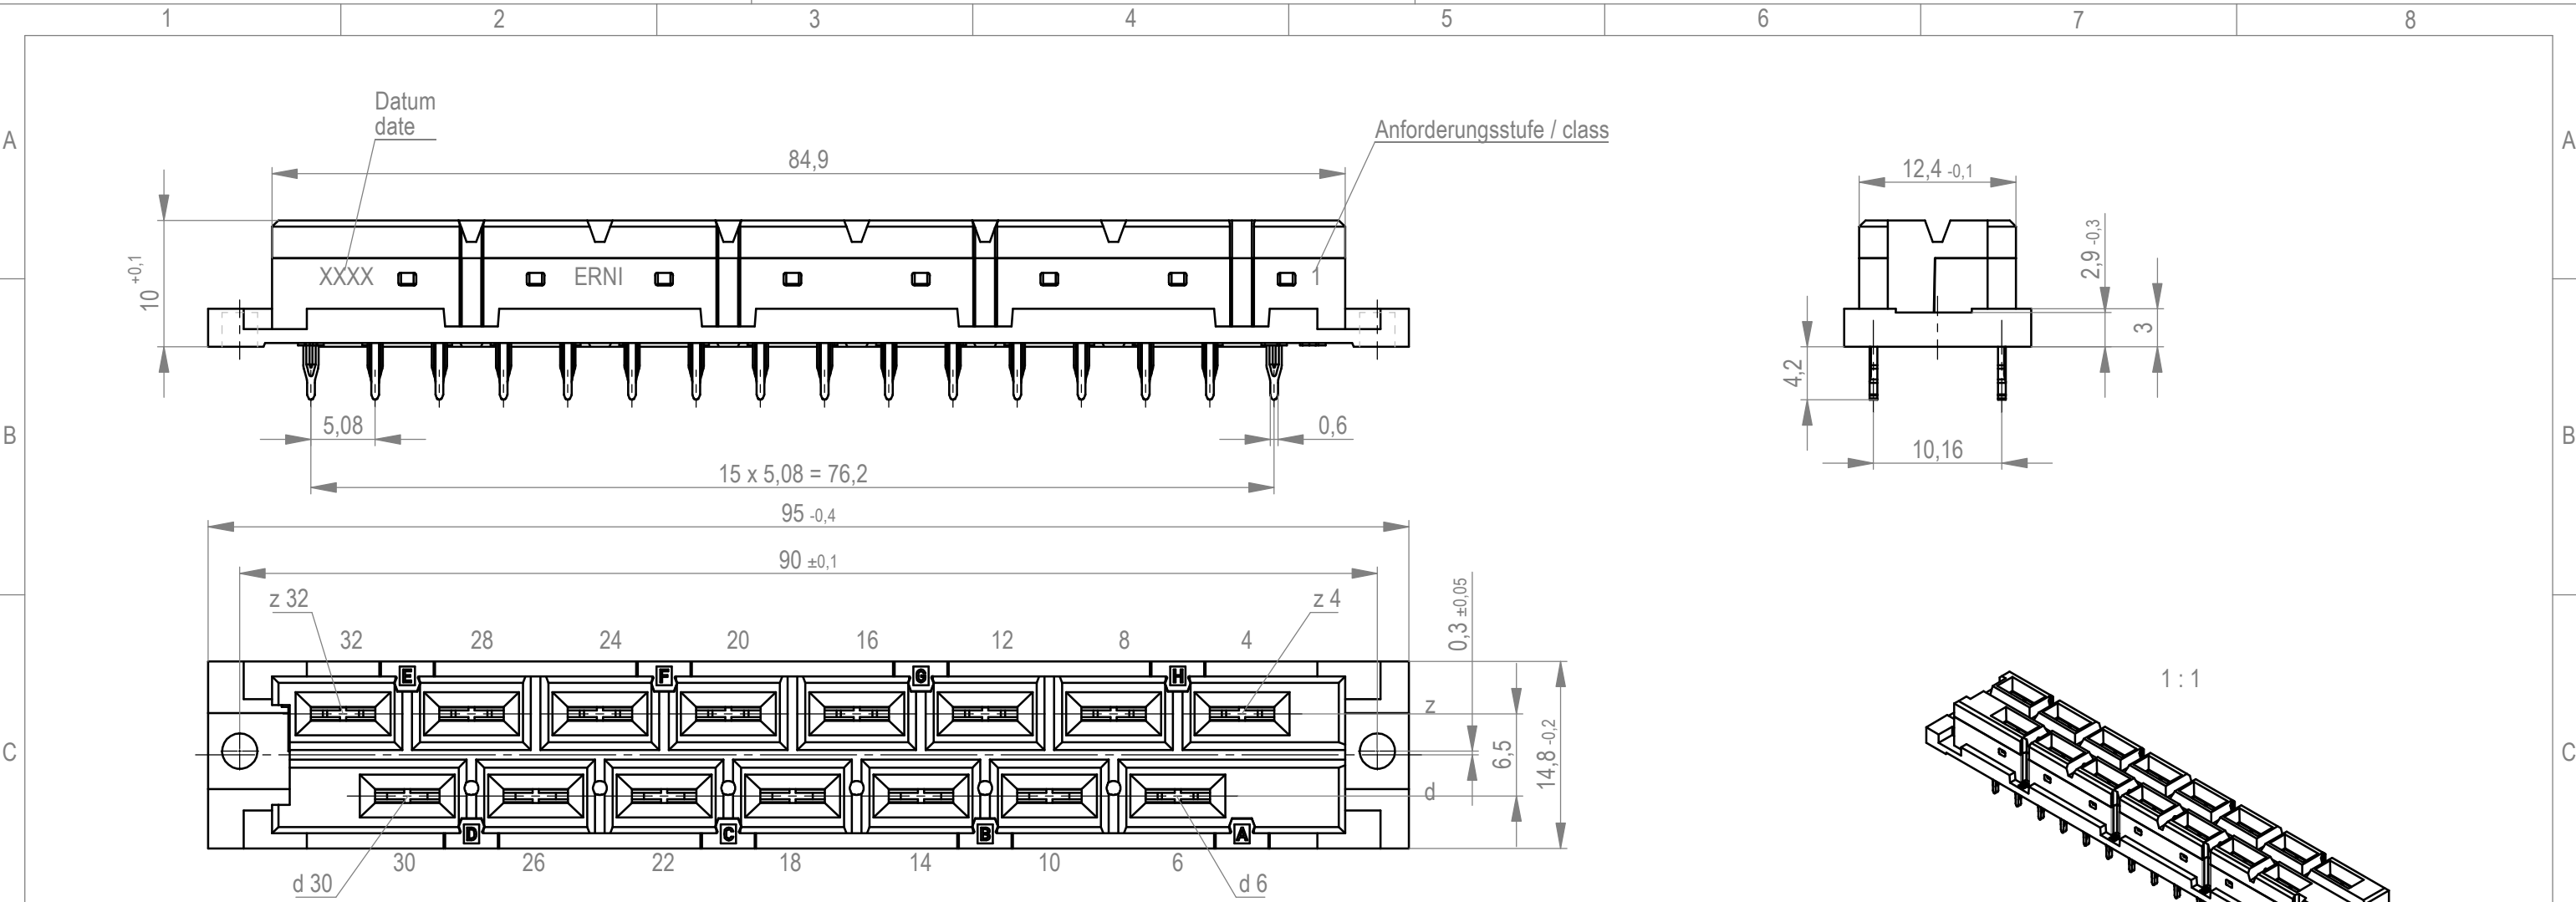 1 2 3 4 5 6 7 8
A A
Datum
date
Anforderungsstufe / class
84,9
12,4 -0,1
10 +0,1
XXXX ERNI 1
2,9 -0,3
3
4,2
B B
5,08
0,6
10,16
15 x 5,08 = 76,2
95 -0,4
90 ±0,1
0,3 ±0,05
z 32 z 4
32 28 24 20 16 12 8 4
E F G H
1 : 1
z
6,5
14,8 -0,2
C C
d
D C B A
30 26 22 18 14 10 6
d 30 d 6